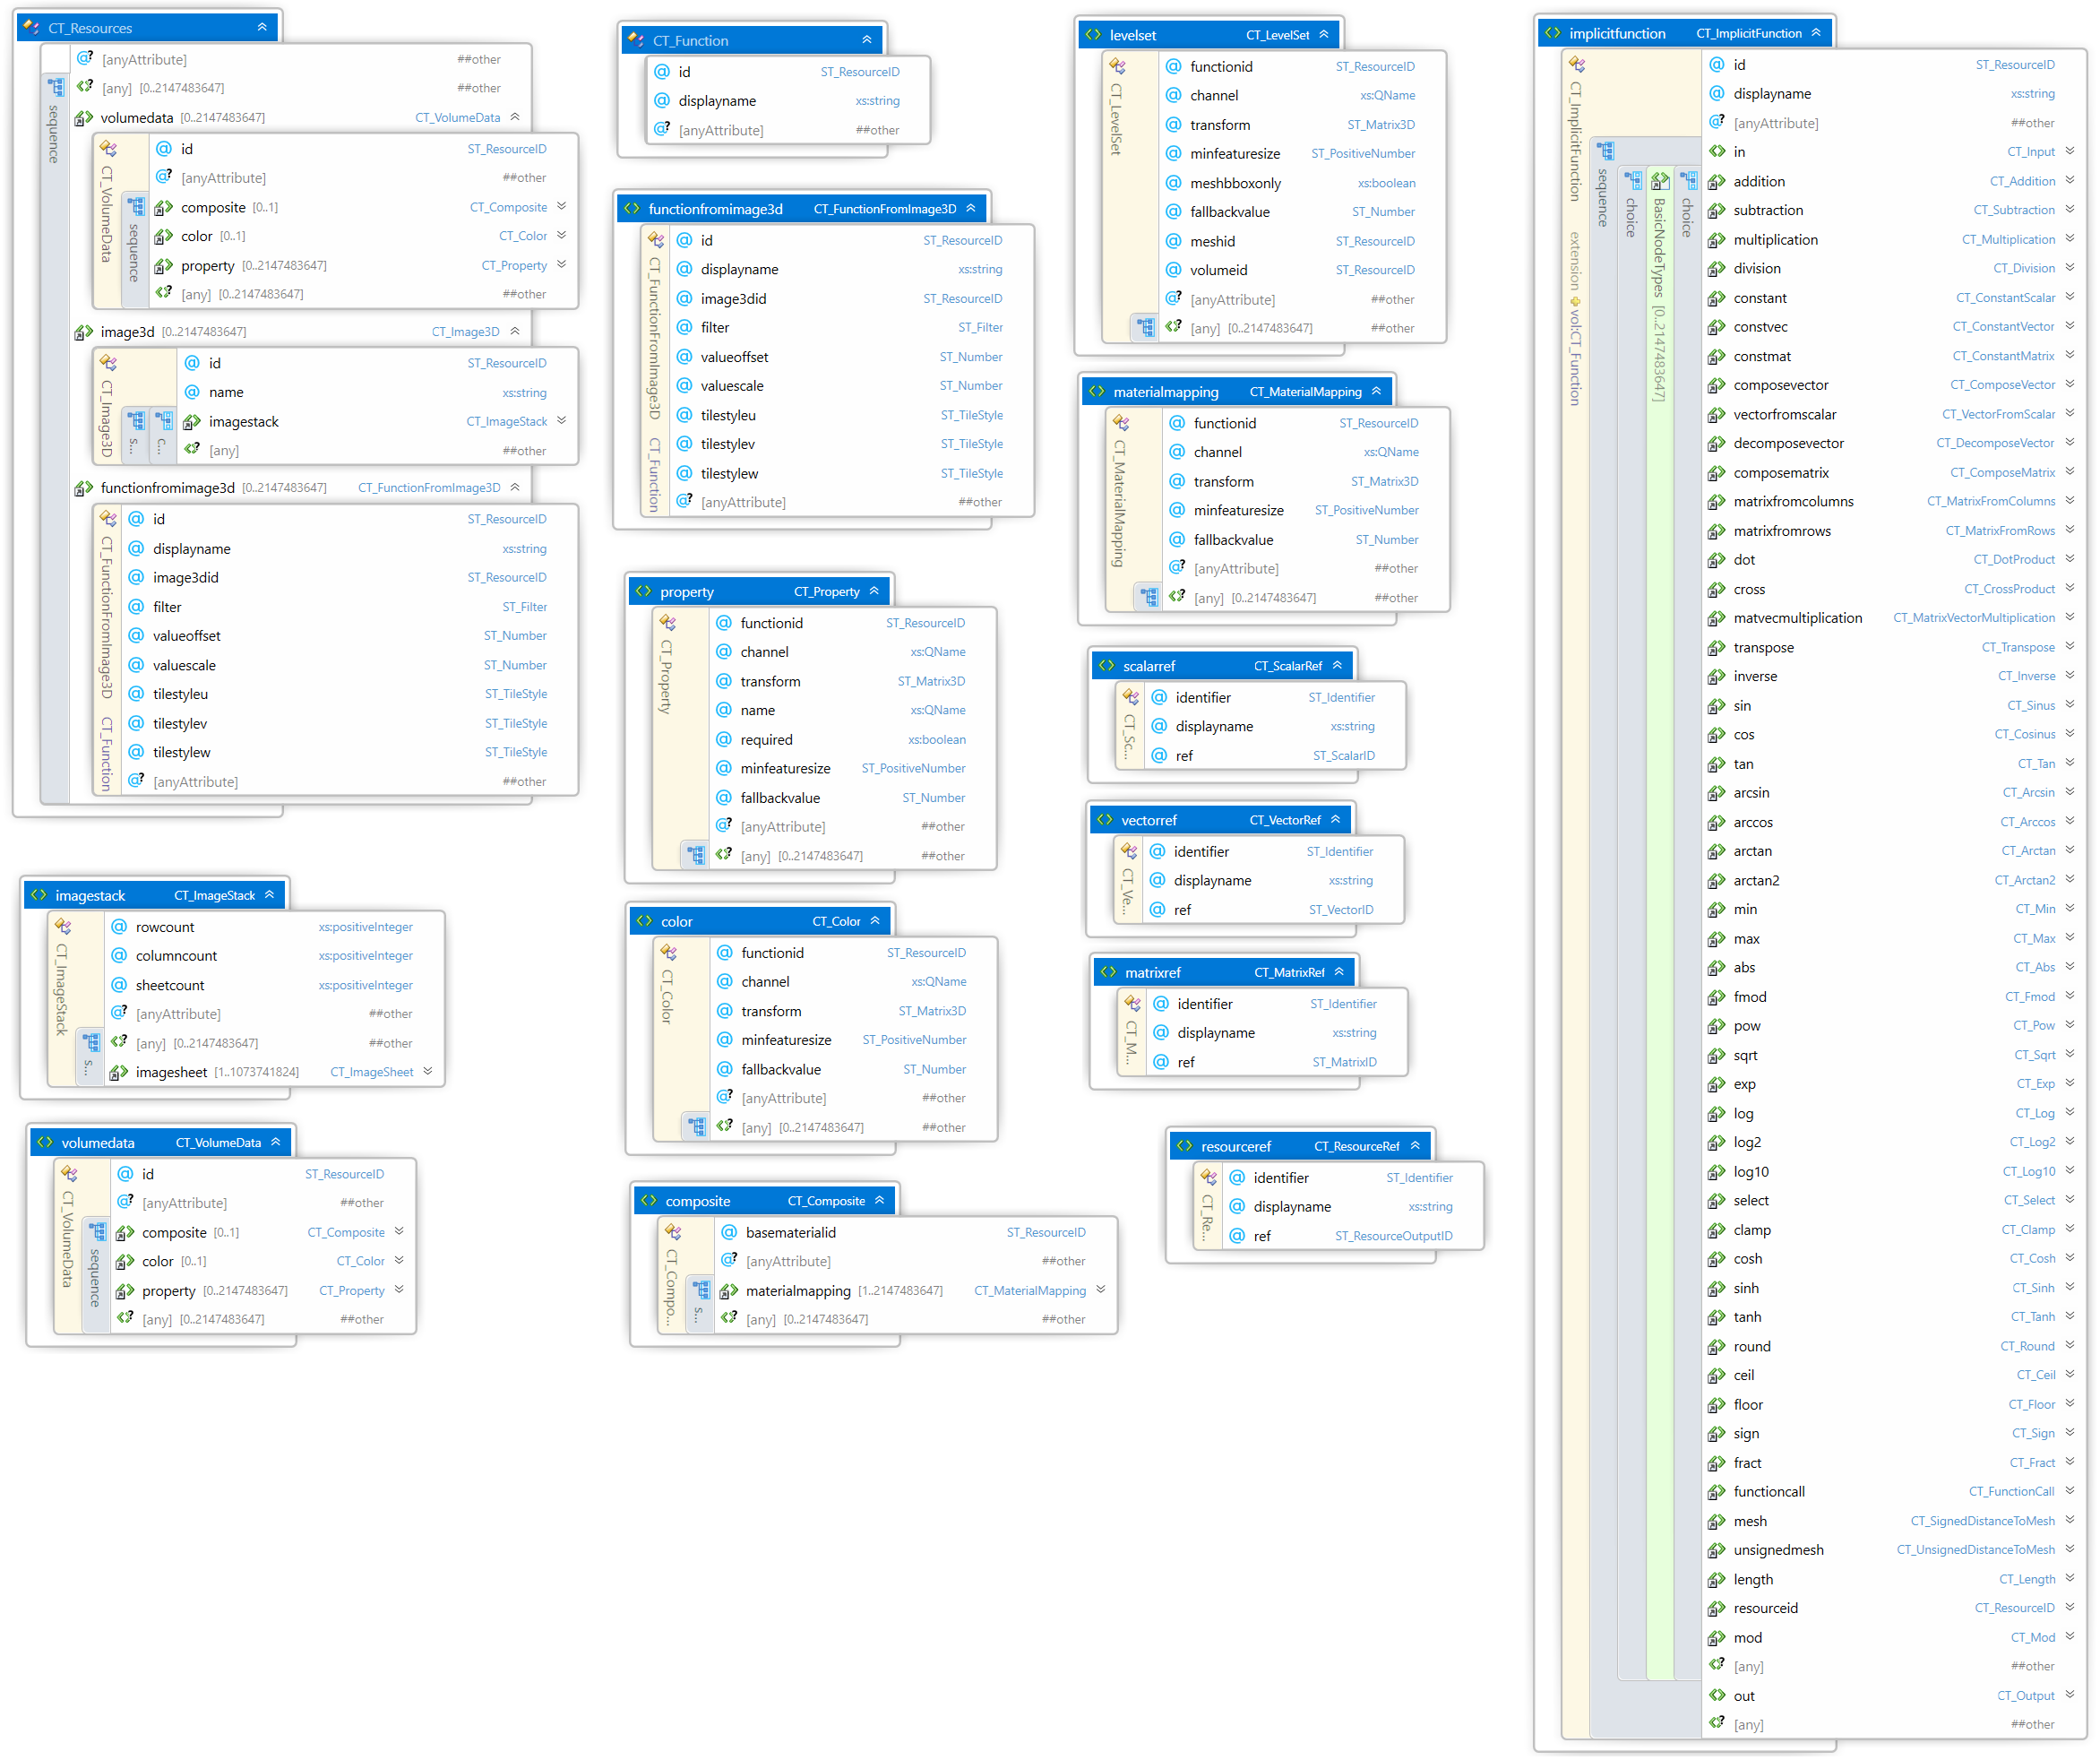 CT_Resources
[anyAttribute] ##other
[any] [0..2147483647] ##other
sequence
volumedata [0..2147483647] CT_VolumeData
CT_VolumeData
id ST_ResourceID
[anyAttribute] ##other
sequence
composite [0..1] CT_Composite
color [0..1] CT_Color
property [0..2147483647] CT_Property
[any] [0..2147483647] ##other
image3d [0..2147483647] CT_Image3D
CT_Image3D
id ST_ResourceID
name xs:string
s...
c...
imagestack CT_ImageStack
[any] ##other
functionfromimage3d [0..2147483647] CT_FunctionFromImage3D
CT_FunctionFromImage3D CT_Function
id ST_ResourceID
displayname xs:string
image3did ST_ResourceID
filter ST_Filter
valueoffset ST_Number
valuescale ST_Number
tilestyleu ST_TileStyle
tilestylev ST_TileStyle
tilestylew ST_TileStyle
[anyAttribute] ##other
imagestack CT_ImageStack
CT_ImageStack
rowcount xs:positiveInteger
columncount xs:positiveInteger
sheetcount xs:positiveInteger
[anyAttribute] ##other
s...
[any] [0..2147483647] ##other
imagesheet [1..1073741824] CT_ImageSheet
volumedata CT_VolumeData
CT_VolumeData
id ST_ResourceID
[anyAttribute] ##other
sequence
composite [0..1] CT_Composite
color [0..1] CT_Color
property [0..2147483647] CT_Property
[any] [0..2147483647] ##other
CT_Function
id ST_ResourceID
displayname xs:string
[anyAttribute] ##other
functionfromimage3d CT_FunctionFromImage3D
CT_FunctionFromImage3D CT_Function
id ST_ResourceID
displayname xs:string
image3did ST_ResourceID
filter ST_Filter
valueoffset ST_Number
valuescale ST_Number
tilestyleu ST_TileStyle
tilestylev ST_TileStyle
tilestylew ST_TileStyle
[anyAttribute] ##other
property CT_Property
CT_Property
functionid ST_ResourceID
channel xs:QName
transform ST_Matrix3D
name xs:QName
required xs:boolean
minfeaturesize ST_PositiveNumber
fallbackvalue ST_Number
[anyAttribute] ##other
[any] [0..2147483647] ##other
color CT_Color
CT_Color
functionid ST_ResourceID
channel xs:QName
transform ST_Matrix3D
minfeaturesize ST_PositiveNumber
fallbackvalue ST_Number
[anyAttribute] ##other
[any] [0..2147483647] ##other
composite CT_Composite
CT_Compo...
basematerialid ST_ResourceID
[anyAttribute] ##other
s...
materialmapping [1..2147483647] CT_MaterialMapping
[any] [0..2147483647] ##other
levelset CT_LevelSet
CT_LevelSet
functionid ST_ResourceID
channel xs:QName
transform ST_Matrix3D
minfeaturesize ST_PositiveNumber
meshbboxonly xs:boolean
fallbackvalue ST_Number
meshid ST_ResourceID
volumeid ST_ResourceID
[anyAttribute] ##other
[any] [0..2147483647] ##other
materialmapping CT_MaterialMapping
CT_MaterialMapping
functionid ST_ResourceID
channel xs:QName
transform ST_Matrix3D
minfeaturesize ST_PositiveNumber
fallbackvalue ST_Number
[anyAttribute] ##other
[any] [0..2147483647] ##other
scalarref CT_ScalarRef
CT_Sc...
identifier ST_Identifier
displayname xs:string
ref ST_ScalarID
vectorref CT_VectorRef
CT_Ve...
identifier ST_Identifier
displayname xs:string
ref ST_VectorID
matrixref CT_MatrixRef
CT_M...
identifier ST_Identifier
displayname xs:string
ref ST_MatrixID
resourceref CT_ResourceRef
CT_Re...
identifier ST_Identifier
displayname xs:string
ref ST_ResourceOutputID
implicitfunction CT_ImplicitFunction
CT_ImplicitFunction extension vol:CT_Function
id ST_ResourceID
displayname xs:string
[anyAttribute] ##other
sequence
choice
BasicNodeTypes [0..2147483647]
choice
in CT_Input
addition CT_Addition
subtraction CT_Subtraction
multiplication CT_Multiplication
division CT_Division
constant CT_ConstantScalar
constvec CT_ConstantVector
constmat CT_ConstantMatrix
composevector CT_ComposeVector
vectorfromscalar CT_VectorFromScalar
decomposevector CT_DecomposeVector
composematrix CT_ComposeMatrix
matrixfromcolumns CT_MatrixFromColumns
matrixfromrows CT_MatrixFromRows
dot CT_DotProduct
cross CT_CrossProduct
matvecmultiplication CT_MatrixVectorMultiplication
transpose CT_Transpose
inverse CT_Inverse
sin CT_Sinus
cos CT_Cosinus
tan CT_Tan
arcsin CT_Arcsin
arccos CT_Arccos
arctan CT_Arctan
arctan2 CT_Arctan2
min CT_Min
max CT_Max
abs CT_Abs
fmod CT_Fmod
pow CT_Pow
sqrt CT_Sqrt
exp CT_Exp
log CT_Log
log2 CT_Log2
log10 CT_Log10
select CT_Select
clamp CT_Clamp
cosh CT_Cosh
sinh CT_Sinh
tanh CT_Tanh
round CT_Round
ceil CT_Ceil
floor CT_Floor
sign CT_Sign
fract CT_Fract
functioncall CT_FunctionCall
mesh CT_SignedDistanceToMesh
unsignedmesh CT_UnsignedDistanceToMesh
length CT_Length
resourceid CT_ResourceID
mod CT_Mod
[any] ##other
out CT_Output
[any] ##other